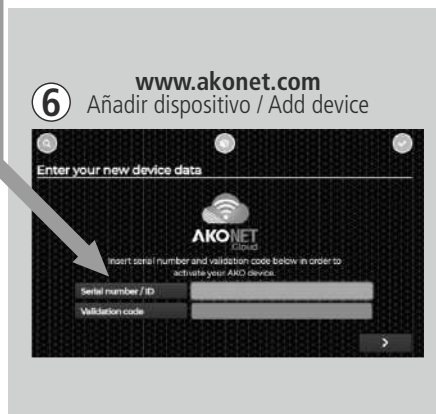 6
www.akonet.com
Añadir dispositivo / Add device
Enter your new device data
AKONET
Cloud
Insert serial number and validation code below in order to
activate your AKO device.
Serial number / ID
Validation code